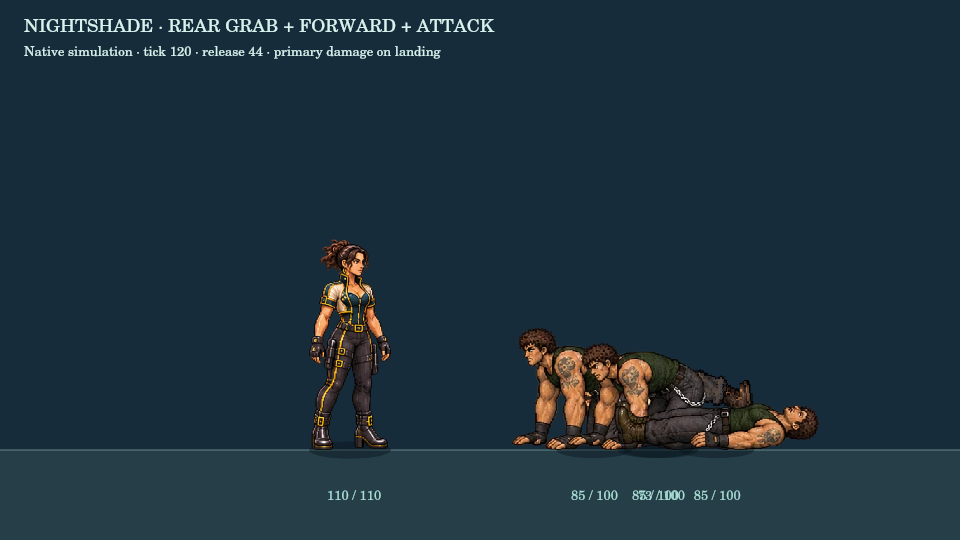 NIGHTSHADE · REAR GRAB + FORWARD + ATTACK
Native simulation · tick 120 · release 44 · primary damage on landing
110 / 110 85 / 100 85 / 100